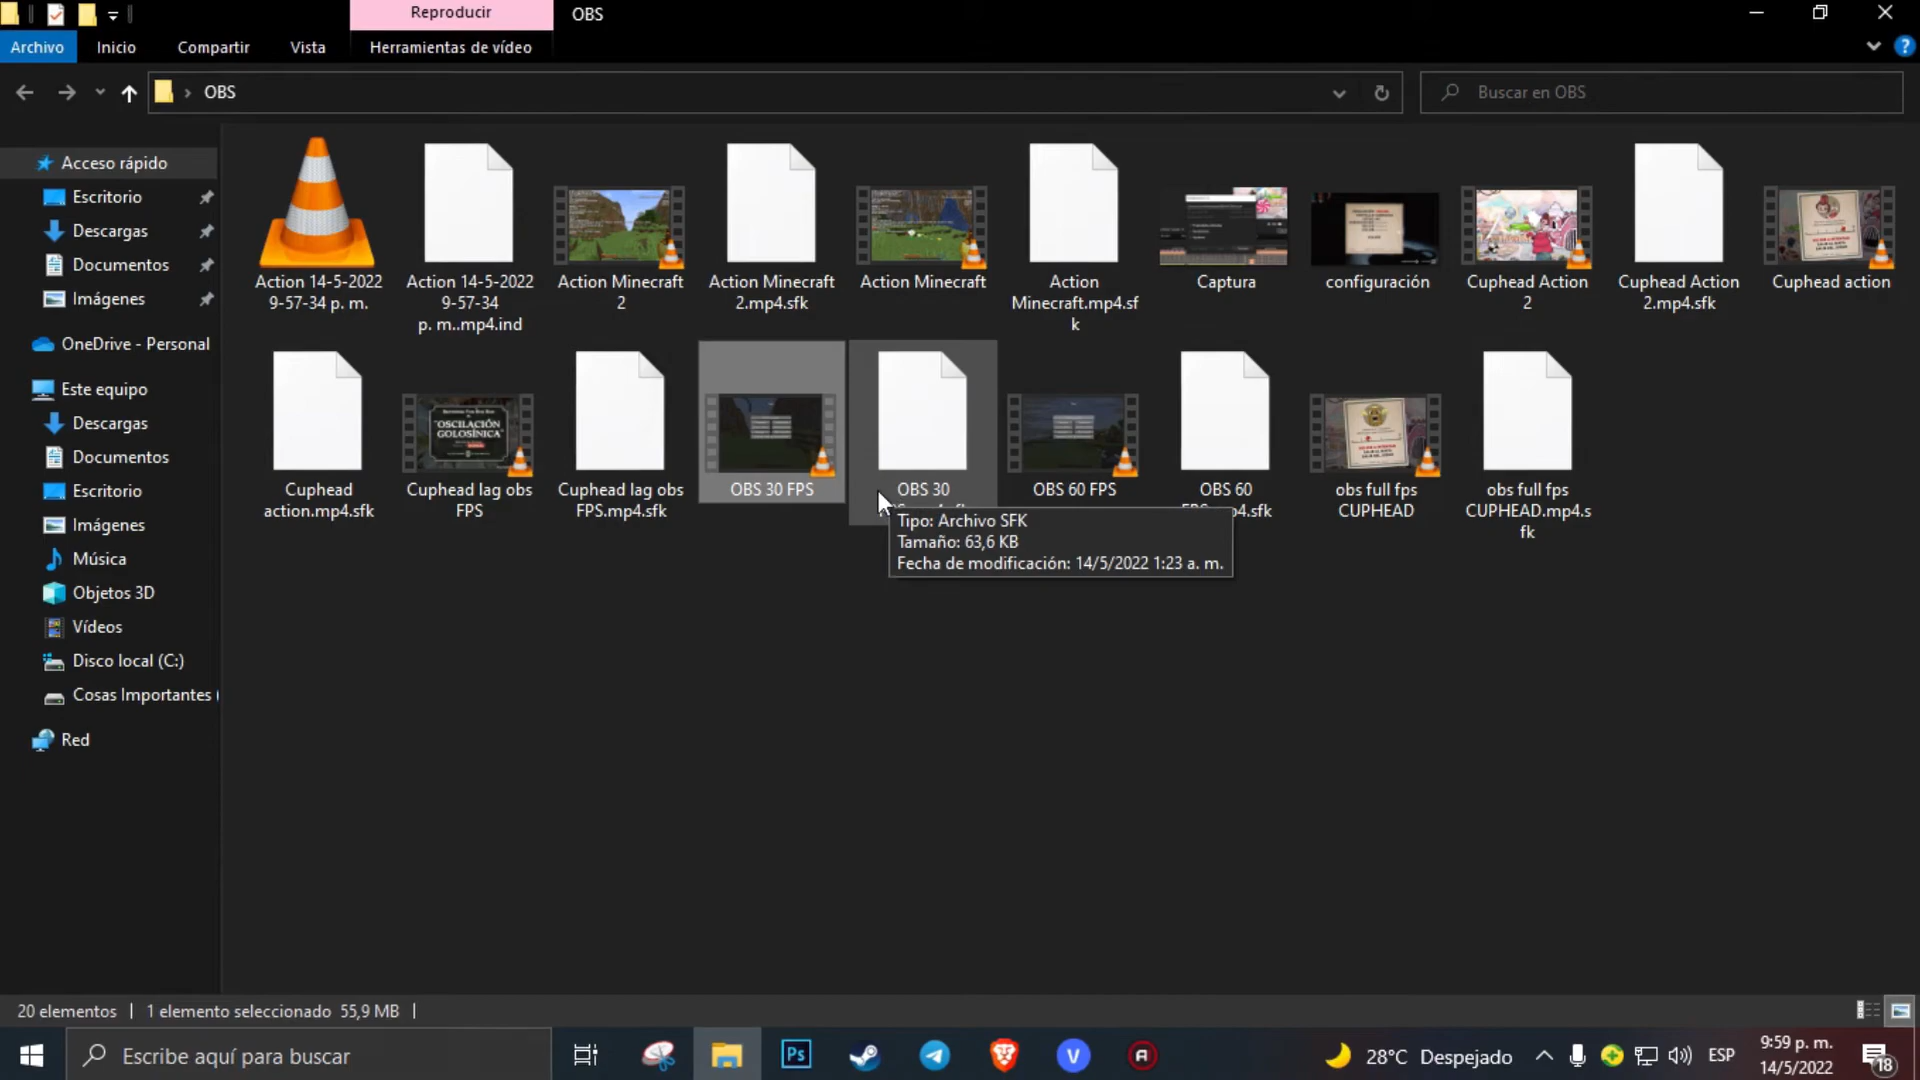 Reproducir
OBS
Archivo
Inicio
Compartir
Vista
Herramientas de vídeo
OBS
Buscar en OBS
Acceso rápido
Escritorio
Descargas
Documentos
Imágenes
OneDrive - Personal
Este equipo
Descargas
Documentos
Escritorio
Imágenes
Música
Objetos 3D
Vídeos
Disco local (C:)
Cosas Importantes (
Red
Action 14-5-2022
9-57-34 p. m.
Action 14-5-2022
9-57-34
p. m..mp4.ind
Action Minecraft
2
Action Minecraft
2.mp4.sfk
Action Minecraft
Action
Minecraft.mp4.sf
k
Captura
configuración
Cuphead Action
2
Cuphead Action
2.mp4.sfk
Cuphead action
Cuphead
action.mp4.sfk
OSCILACIÓN
GOLOSÍNICA
Cuphead lag obs
FPS
Cuphead lag obs
FPS.mp4.sfk
OBS 30 FPS
OBS 30
OBS 60 FPS
OBS 60
obs full fps
CUPHEAD
obs full fps
CUPHEAD.mp4.s
fk
Tipo: Archivo SFK
Tamaño: 63,6 KB
Fecha de modificación: 14/5/2022 1:23 a. m.
20 elementos
1 elemento seleccionado 55,9 MB
Escribe aquí para buscar
Ps
V
28°C Despejado
ESP
9:59 p. m.
14/5/2022
18